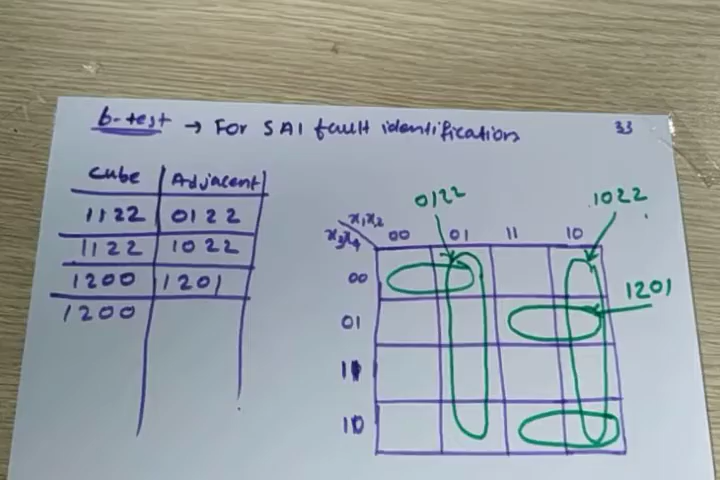 b-test → For SA1 fault identification 33
Cube Adjacent
1122 0122
1122 1022
1200 1201
1200
0122 1022
x₁x₂
x₃x₄ 00 01 11 10
00
1201
01
11
10